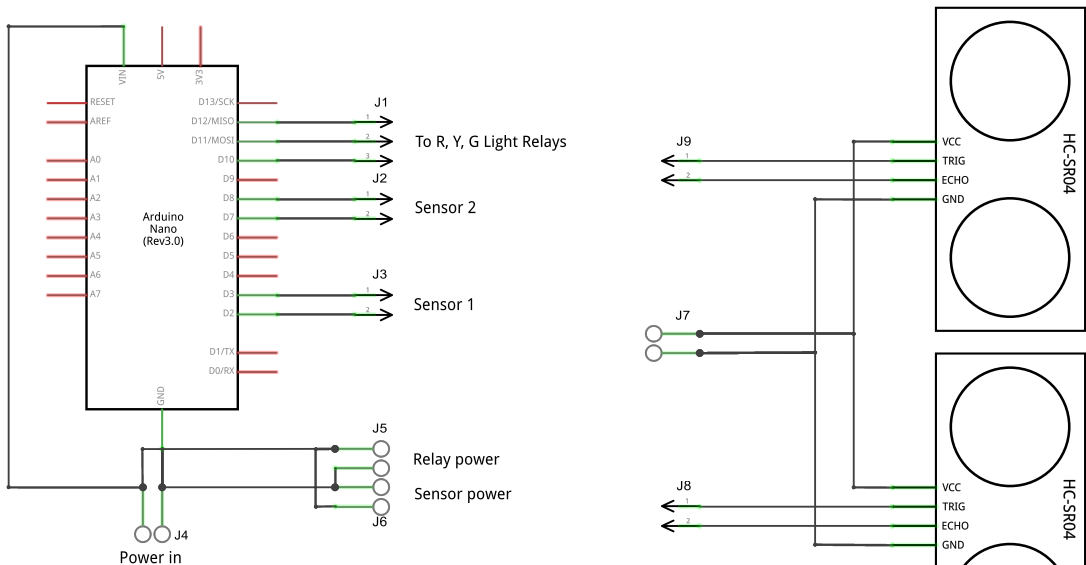 VIN
5V
3V3
RESET
AREF
A0
A1
A2
A3
A4
A5
A6
A7
Arduino
Nano
(Rev3.0)
D13/SCK
D12/MISO
D11/MOSI
D10
D9
D8
D7
D6
D5
D4
D3
D2
D1/TX
D0/RX
GND
J1
1
2
3
To R, Y, G Light Relays
J2
1
2
Sensor 2
J3
1
2
Sensor 1
J5
Relay power
Sensor power
J6
J4
Power in
J9
1
2
VCC
TRIG
ECHO
GND
HC-SR04
J7
J8
1
2
VCC
TRIG
ECHO
GND
HC-SR04